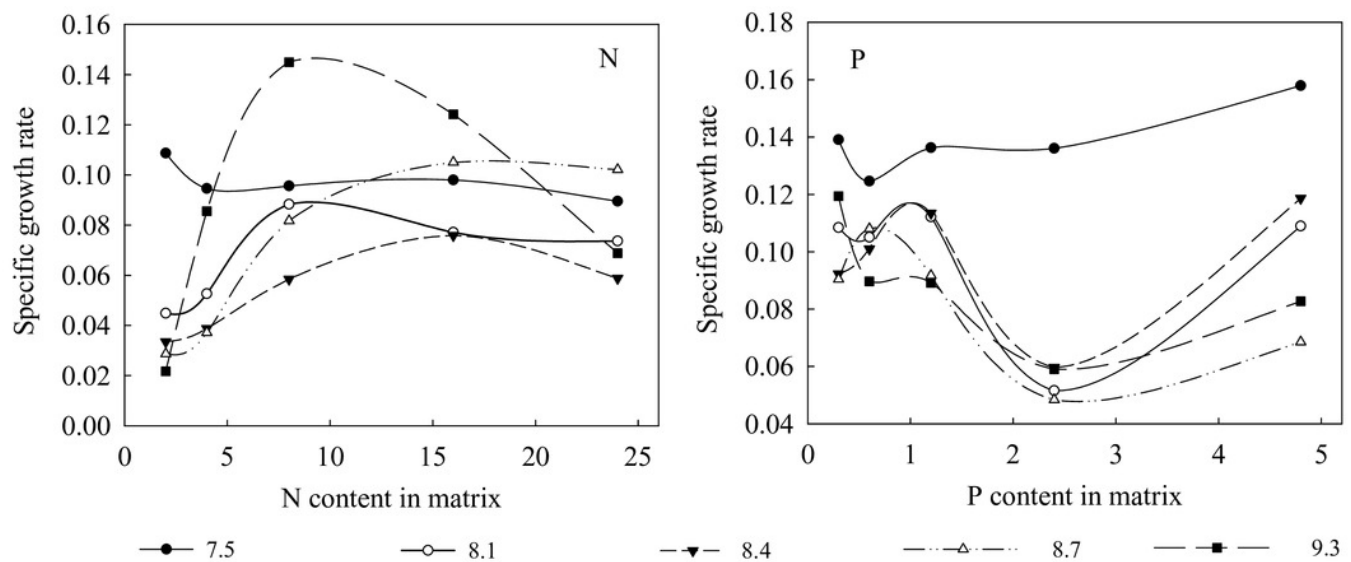 N
Specific growth rate
0.16
0.14
0.12
0.10
0.08
0.06
0.04
0.02
0.00
0 5 10 15 20 25
N content in matrix
P
Specific growth rate
0.18
0.16
0.14
0.12
0.10
0.08
0.06
0.04
0 1 2 3 4 5
P content in matrix
7.5 8.1 8.4 8.7 9.3